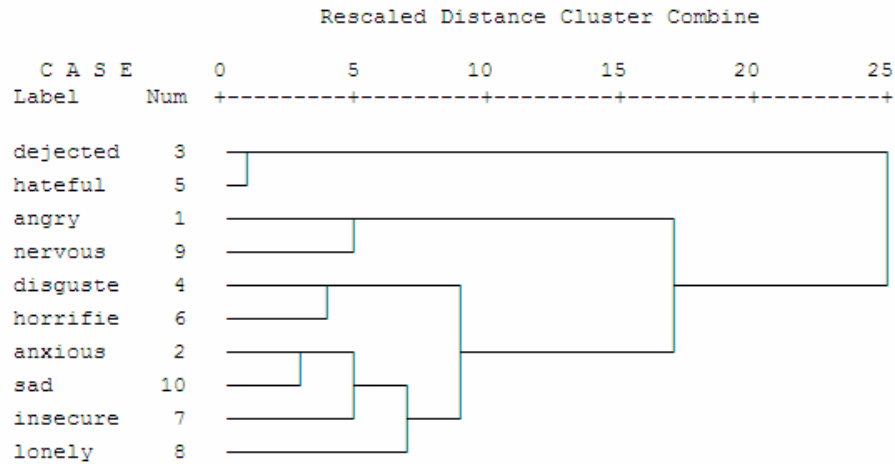 Rescaled Distance Cluster Combine
C A S E 0 5 10 15 20 25
Label Num +---------+---------+---------+---------+---------+
dejected 3
hateful 5
angry 1
nervous 9
disguste 4
horrifie 6
anxious 2
sad 10
insecure 7
lonely 8